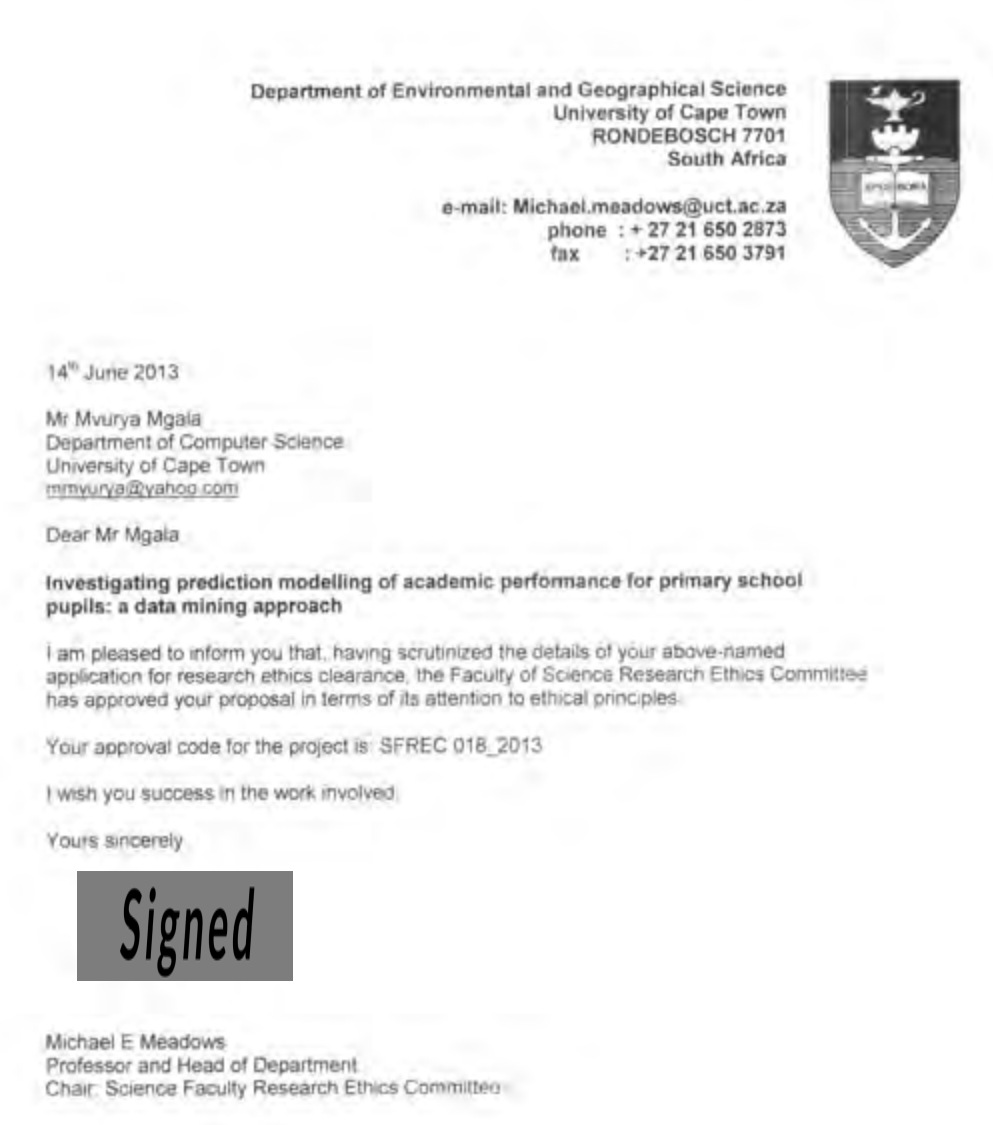 Department of Environmental and Geographical Science
University of Cape Town
RONDEBOSCH 7701
South Africa
e-mail: Michael.meadows@uct.ac.za
phone : + 27 21 650 2873
fax : +27 21 650 3791
14th June 2013
Mr Mvurya Mgala
Department of Computer Science
University of Cape Town
mmvurya@yahoo.com
Dear Mr Mgala
Investigating prediction modelling of academic performance for primary school
pupils: a data mining approach
I am pleased to inform you that, having scrutinized the details of your above-named
application for research ethics clearance, the Faculty of Science Research Ethics Committee
has approved your proposal in terms of its attention to ethical principles.
Your approval code for the project is: SFREC 018_2013
I wish you success in the work involved.
Yours sincerely
Signed
Michael E Meadows
Professor and Head of Department
Chair: Science Faculty Research Ethics Committee